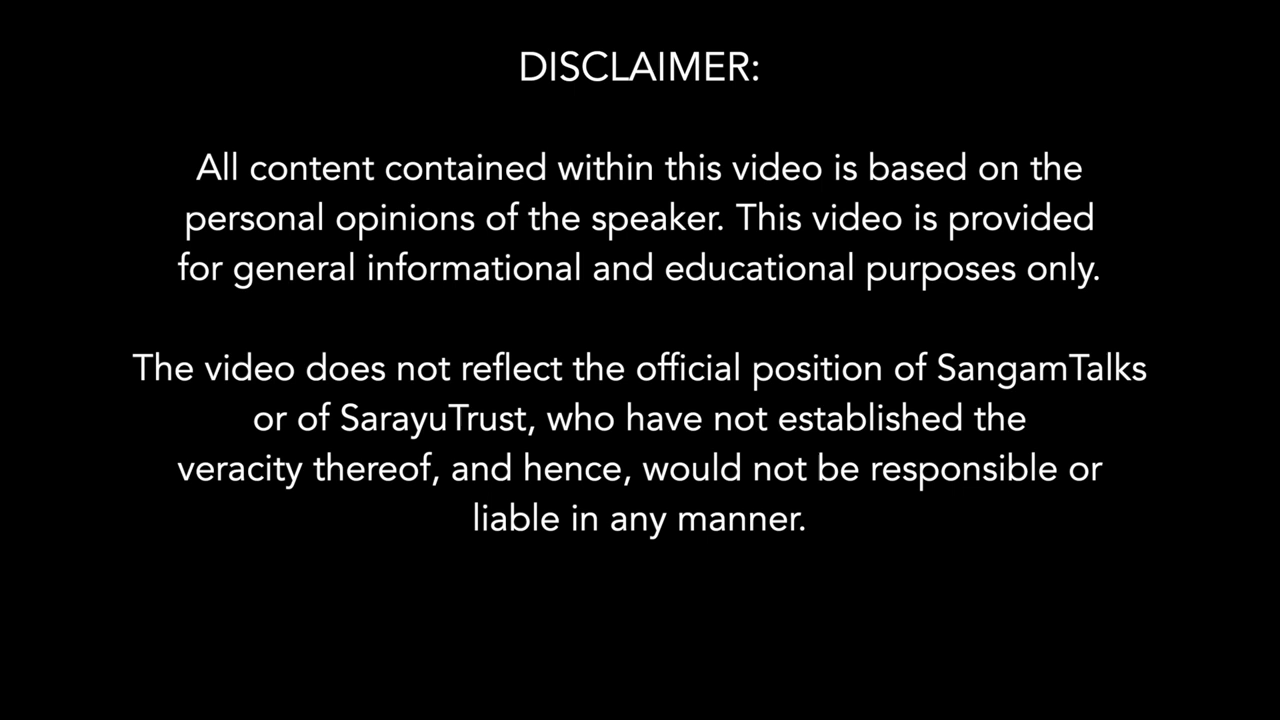 DISCLAIMER:
All content contained within this video is based on the
personal opinions of the speaker. This video is provided
for general informational and educational purposes only.
The video does not reflect the official position of SangamTalks
or of SarayuTrust, who have not established the
veracity thereof, and hence, would not be responsible or
liable in any manner.